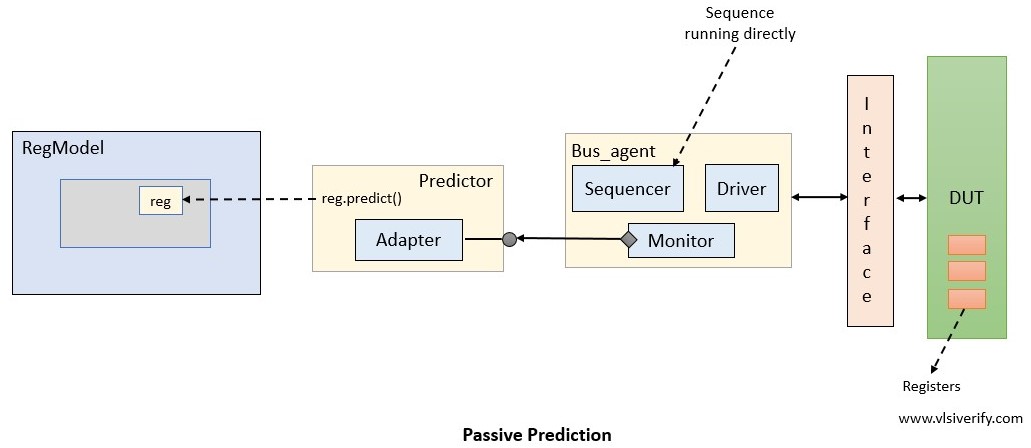 Sequence
running directly
RegModel
reg
Predictor
reg.predict()
Adapter
Bus_agent
Sequencer
Driver
Monitor
I
n
t
e
r
f
a
c
e
DUT
Registers
www.vlsiverify.com
Passive Prediction